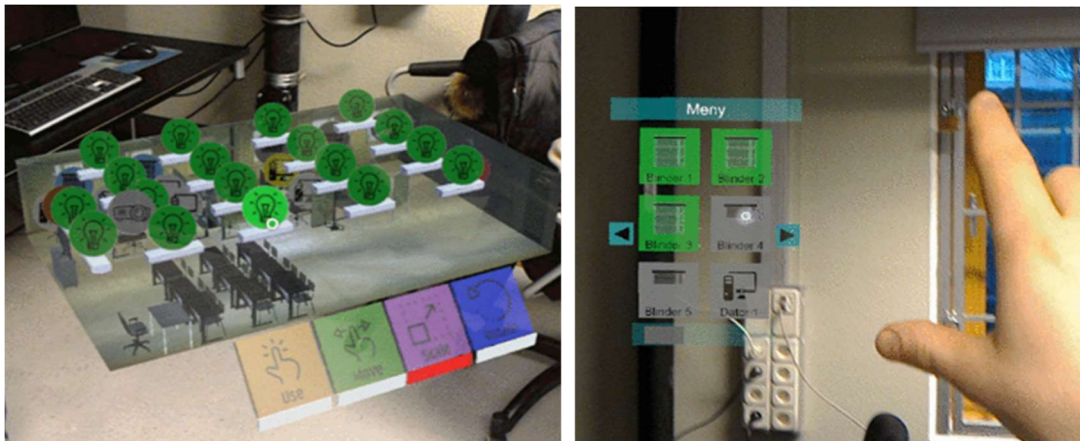 Use
Move
Scale
Meny
Blinder 1
Blinder 2
Blinder 3
Blinder 4
Blinder 5
Dator 1